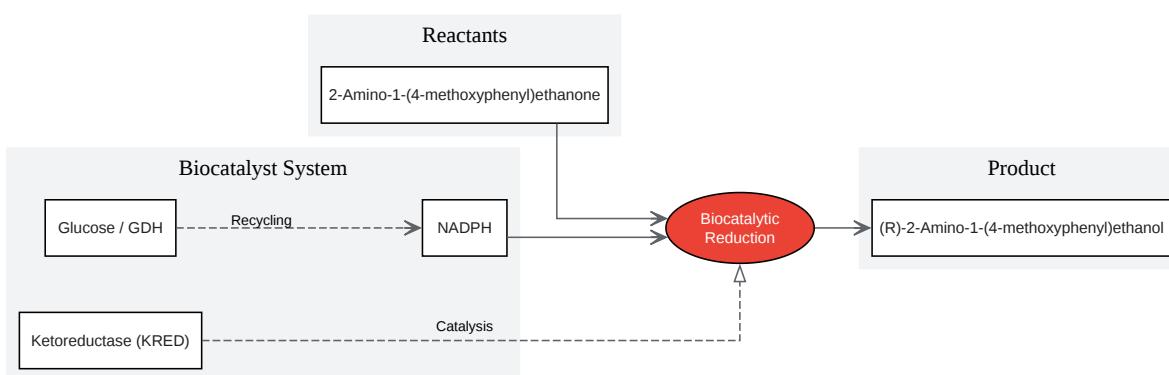 Reactants
2-Amino-1-(4-methoxyphenyl)ethanone
Biocatalyst System
Product
Glucose / GDH
Recycling
NADPH
Biocatalytic
Reduction
(R)-2-Amino-1-(4-methoxyphenyl)ethanol
Ketoreductase (KRED)
Catalysis